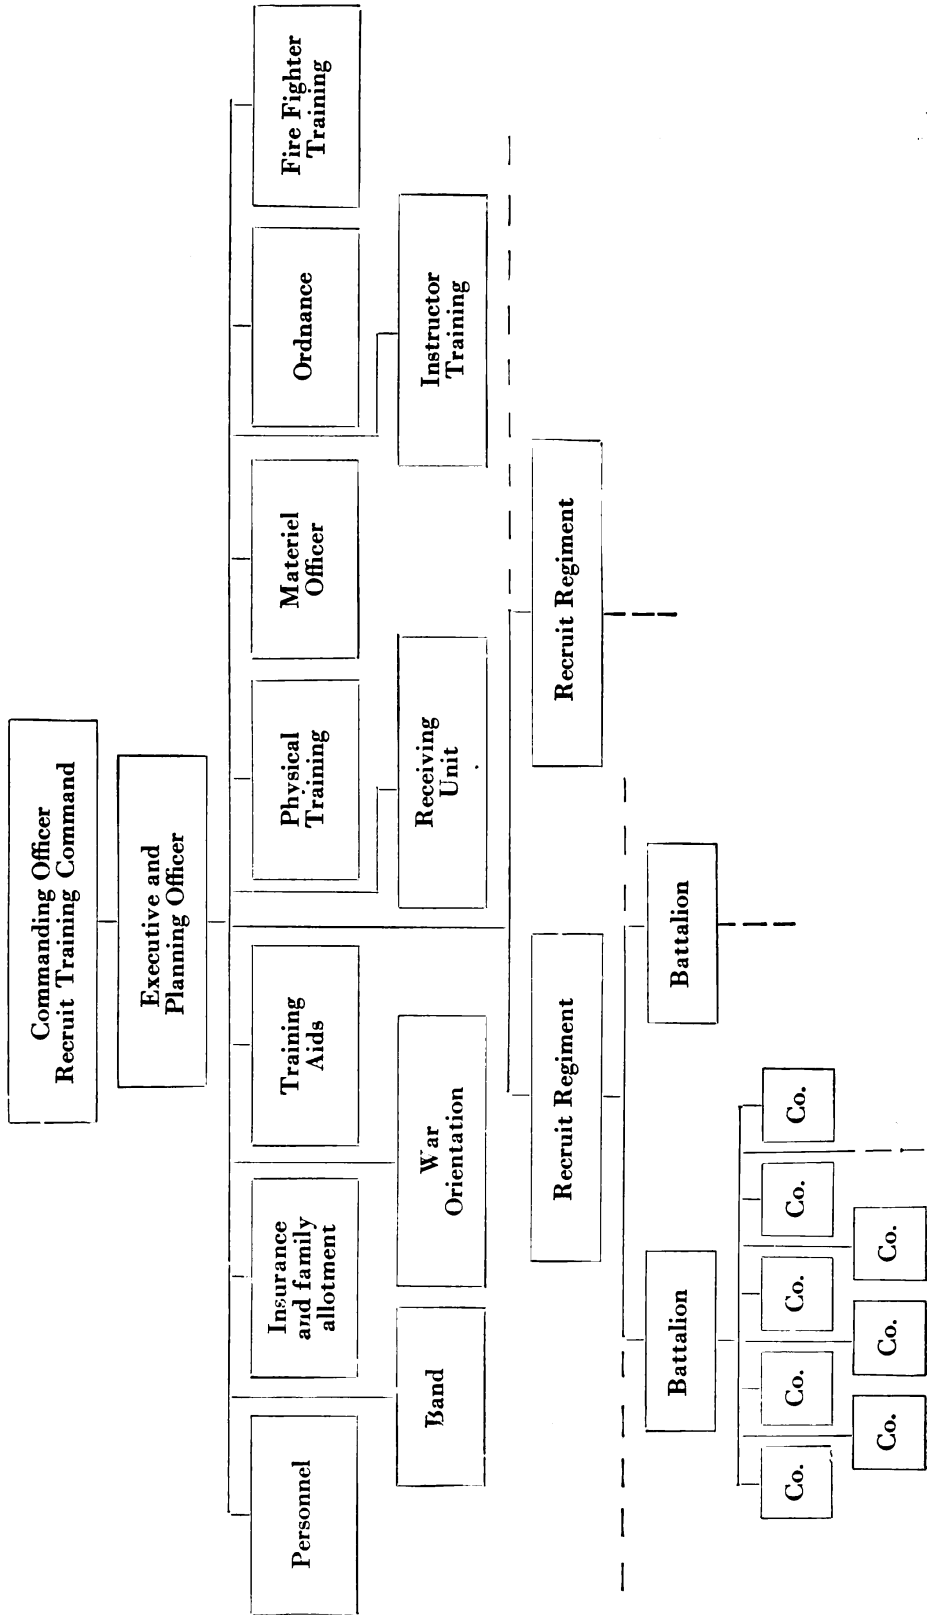 Commanding Officer
Recruit Training Command
Executive and
Planning Officer
Personnel
Insurance
and family
allotment
Training
Aids
Physical
Training
Materiel
Officer
Ordnance
Fire Fighter
Training
Band
War
Orientation
Receiving
Unit
Instructor
Training
Recruit Regiment
Recruit Regiment
Battalion
Battalion
Co.
Co.
Co.
Co.
Co.
Co.
Co.
Co.